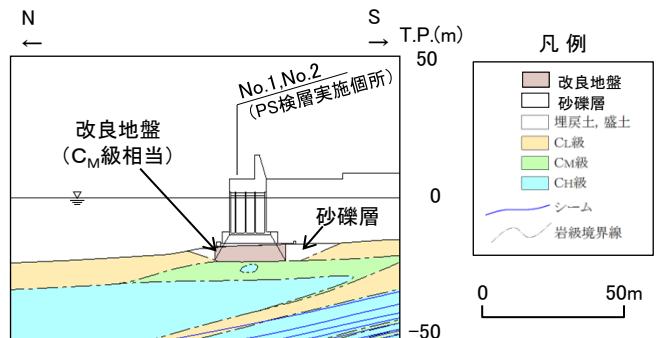 N
←
S
→
T.P.(m)
50
0
-50
No.1,No.2
(PS検層実施個所)
改良地盤
(CM級相当)
砂礫層
凡 例
改良地盤
砂礫層
埋戻土, 盛土
CL級
CM級
CH級
シーム
岩級境界線
0 50m